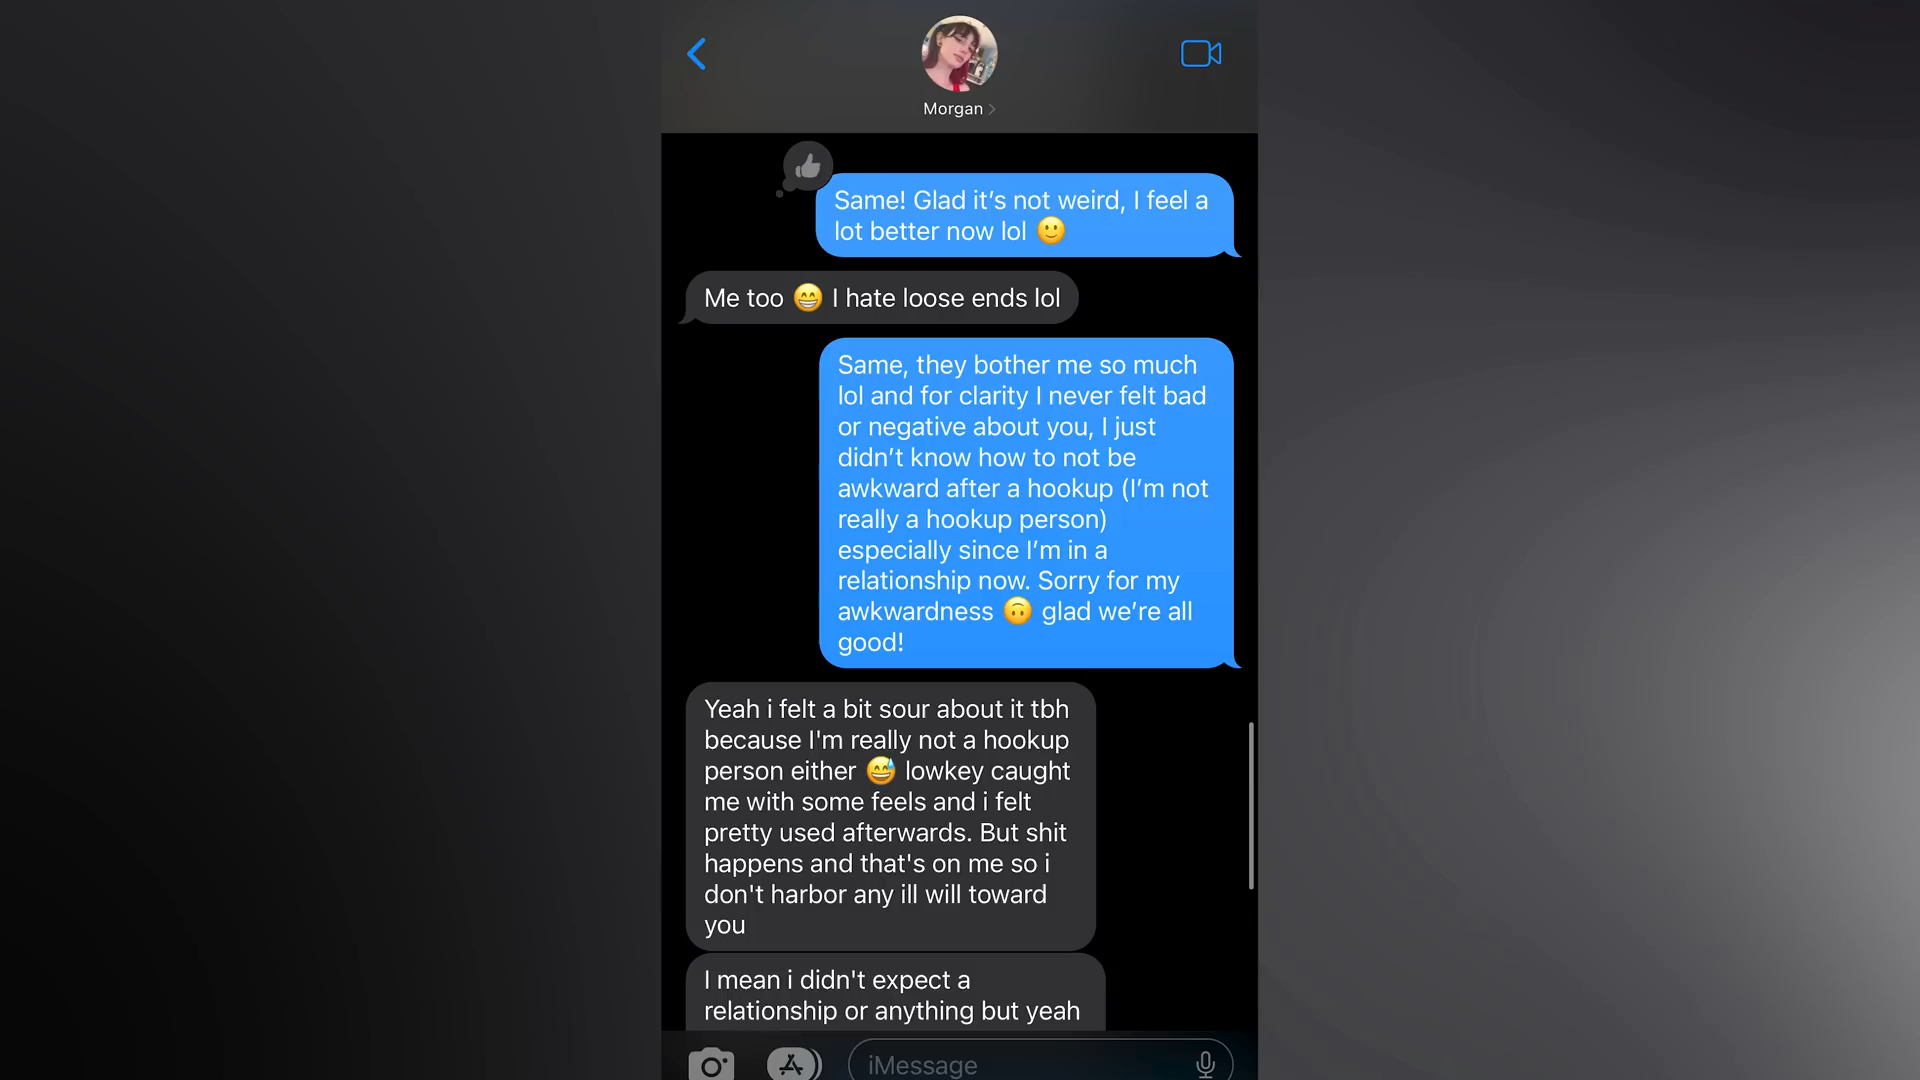 Morgan
Same! Glad it’s not weird, I feel a
lot better now lol 🙂
Me too 😁 I hate loose ends lol
Same, they bother me so much
lol and for clarity I never felt bad
or negative about you, I just
didn’t know how to not be
awkward after a hookup (I’m not
really a hookup person)
especially since I’m in a
relationship now. Sorry for my
awkwardness 🙃 glad we’re all
good!
Yeah i felt a bit sour about it tbh
because I'm really not a hookup
person either 😅 lowkey caught
me with some feels and i felt
pretty used afterwards. But shit
happens and that's on me so i
don't harbor any ill will toward
you
I mean i didn't expect a
relationship or anything but yeah
iMessage